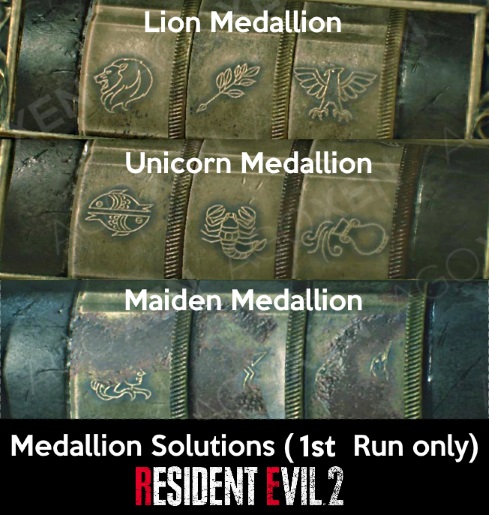 Lion Medallion
Unicorn Medallion
Maiden Medallion
Medallion Solutions (1st Run only)
RESIDENT EVIL 2